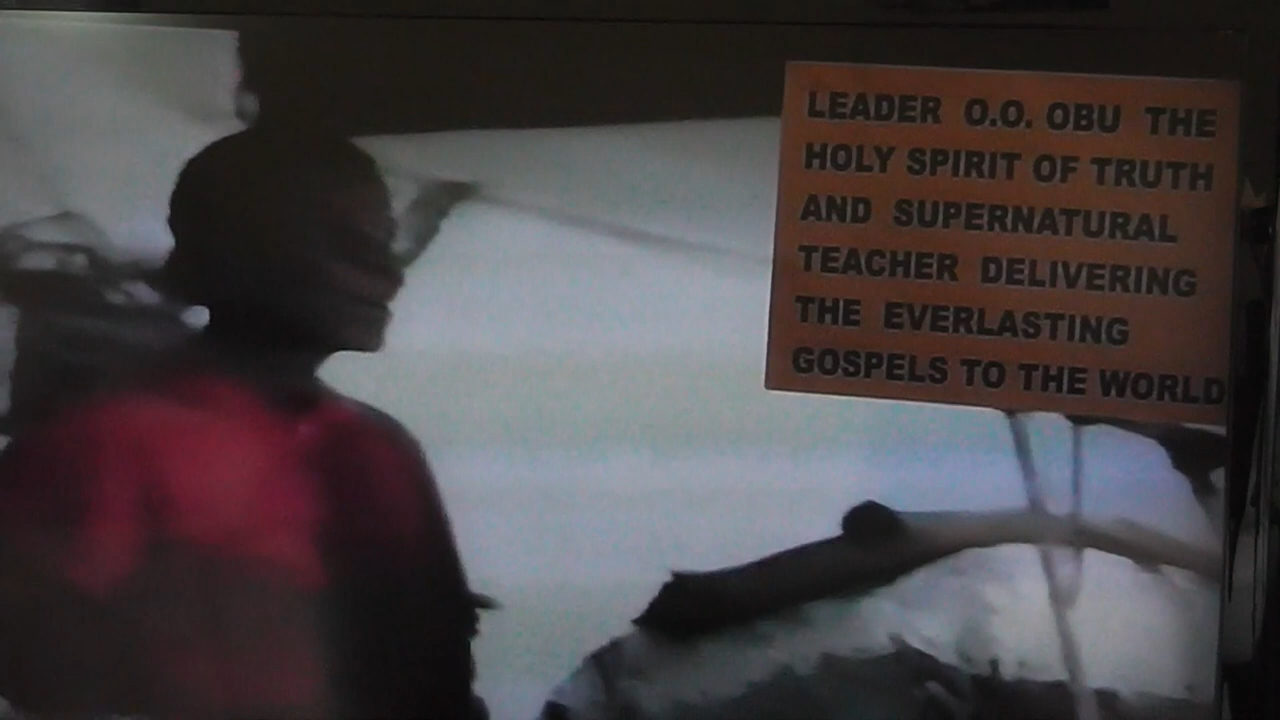 LEADER O.O. OBU THE
HOLY SPIRIT OF TRUTH
AND SUPERNATURAL
TEACHER DELIVERING
THE EVERLASTING
GOSPELS TO THE WORLD